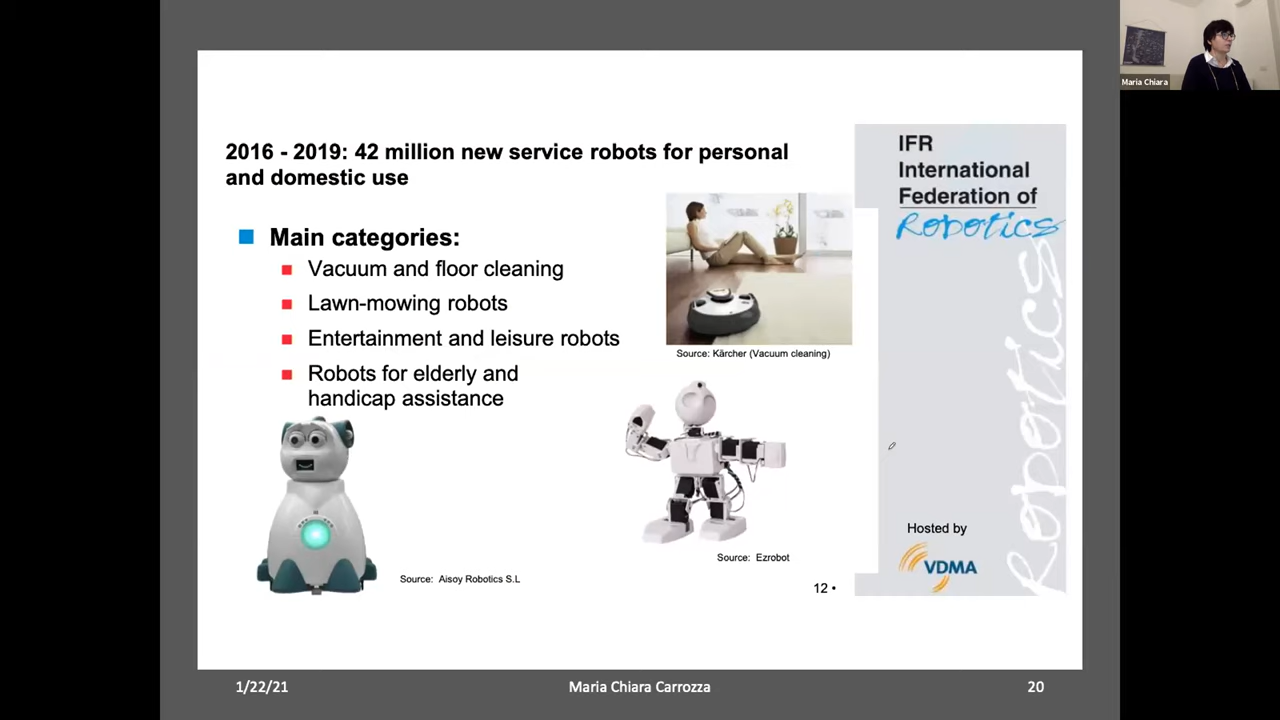 Maria Chiara
2016 - 2019: 42 million new service robots for personal
and domestic use
Main categories:
Vacuum and floor cleaning
Lawn-mowing robots
Entertainment and leisure robots
Robots for elderly and
handicap assistance
Source: Kärcher (Vacuum cleaning)
Source: Ezrobot
Source: Aisoy Robotics S.L
12 •
IFR
International
Federation of
Robotics
Robotics
Hosted by
VDMA
1/22/21
Maria Chiara Carrozza
20